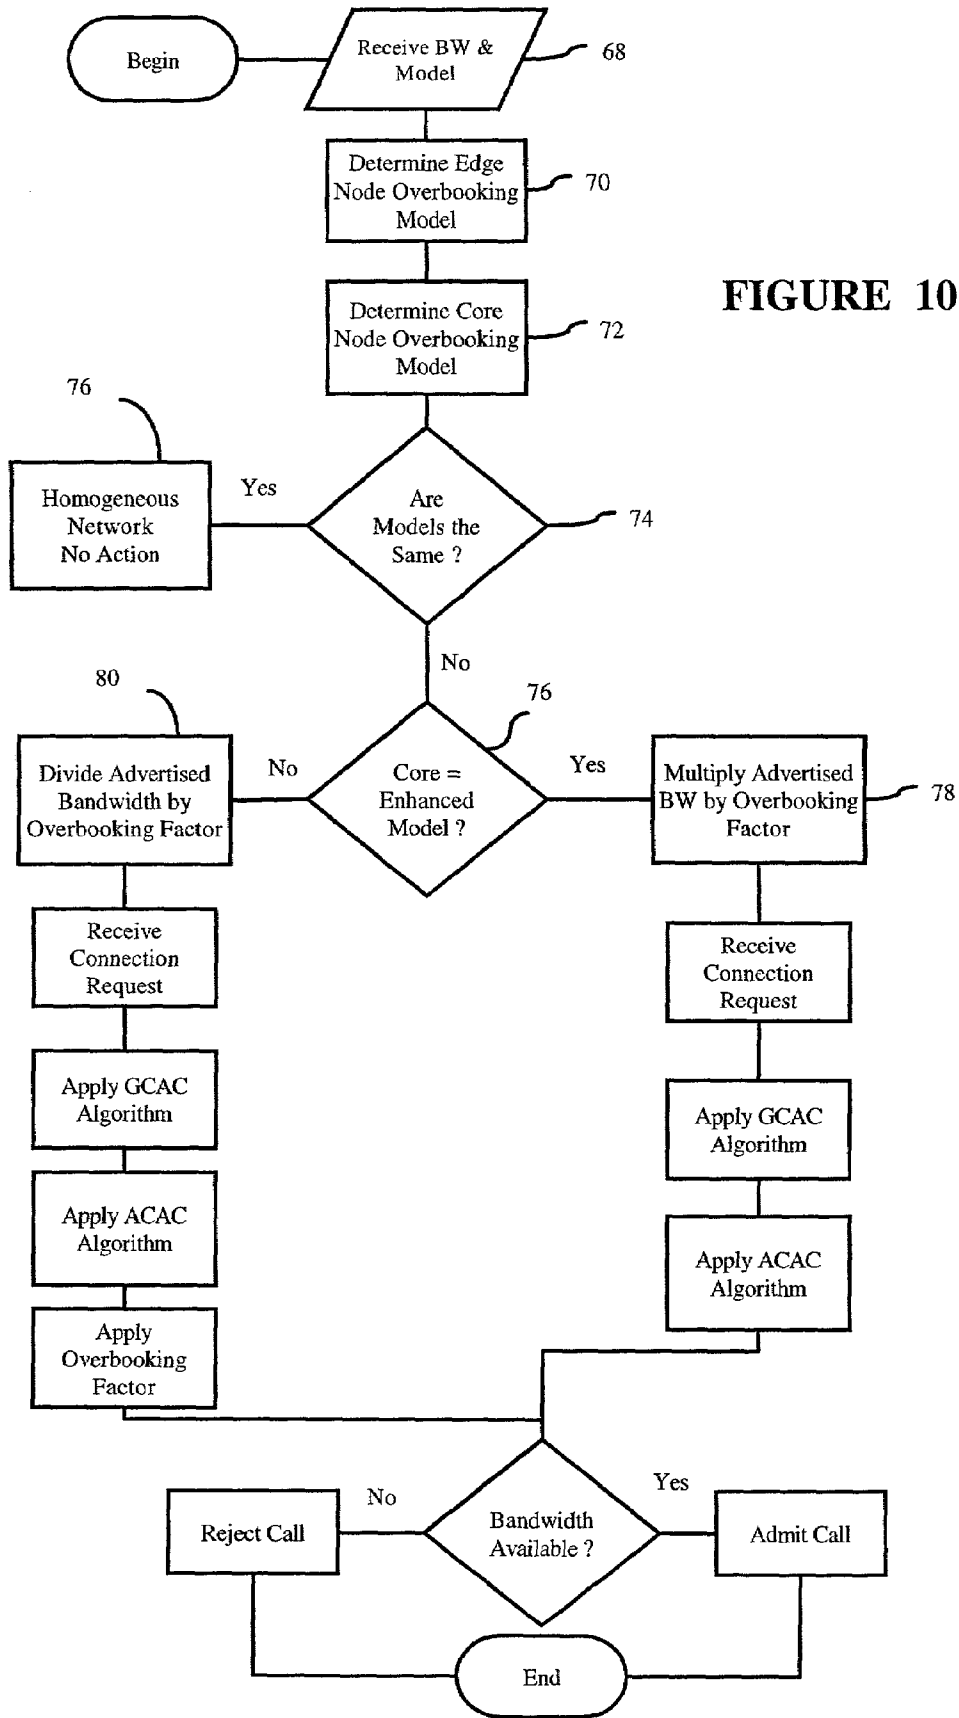 Begin
Receive BW &
Model
68
Determine Edge
Node Overbooking
Model
70
FIGURE 10
Determine Core
Node Overbooking
Model
72
76
Homogeneous
Network
No Action
Yes
Are
Models the
Same ?
74
No
80
76
Divide Advertised
Bandwidth by
Overbooking Factor
No
Core =
Enhanced
Model ?
Yes
Multiply Advertised
BW by Overbooking
Factor
78
Receive
Connection
Request
Receive
Connection
Request
Apply GCAC
Algorithm
Apply GCAC
Algorithm
Apply ACAC
Algorithm
Apply ACAC
Algorithm
Apply
Overbooking
Factor
No
Yes
Reject Call
Bandwidth
Available ?
Admit Call
End